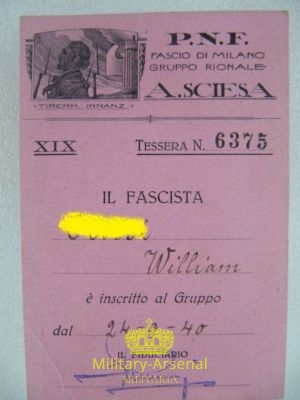 P.N.F.
FASCIO DI MILANO
GRUPPO RIONALE
A. SCIESA
"TIREMM.. INNANZ"
XIX TESSERA N. 6375
IL FASCISTA
William
è inscritto al Gruppo
dal 24-9-40
IL FIDUCIARIO
Military-Arsenal
MILITARIA